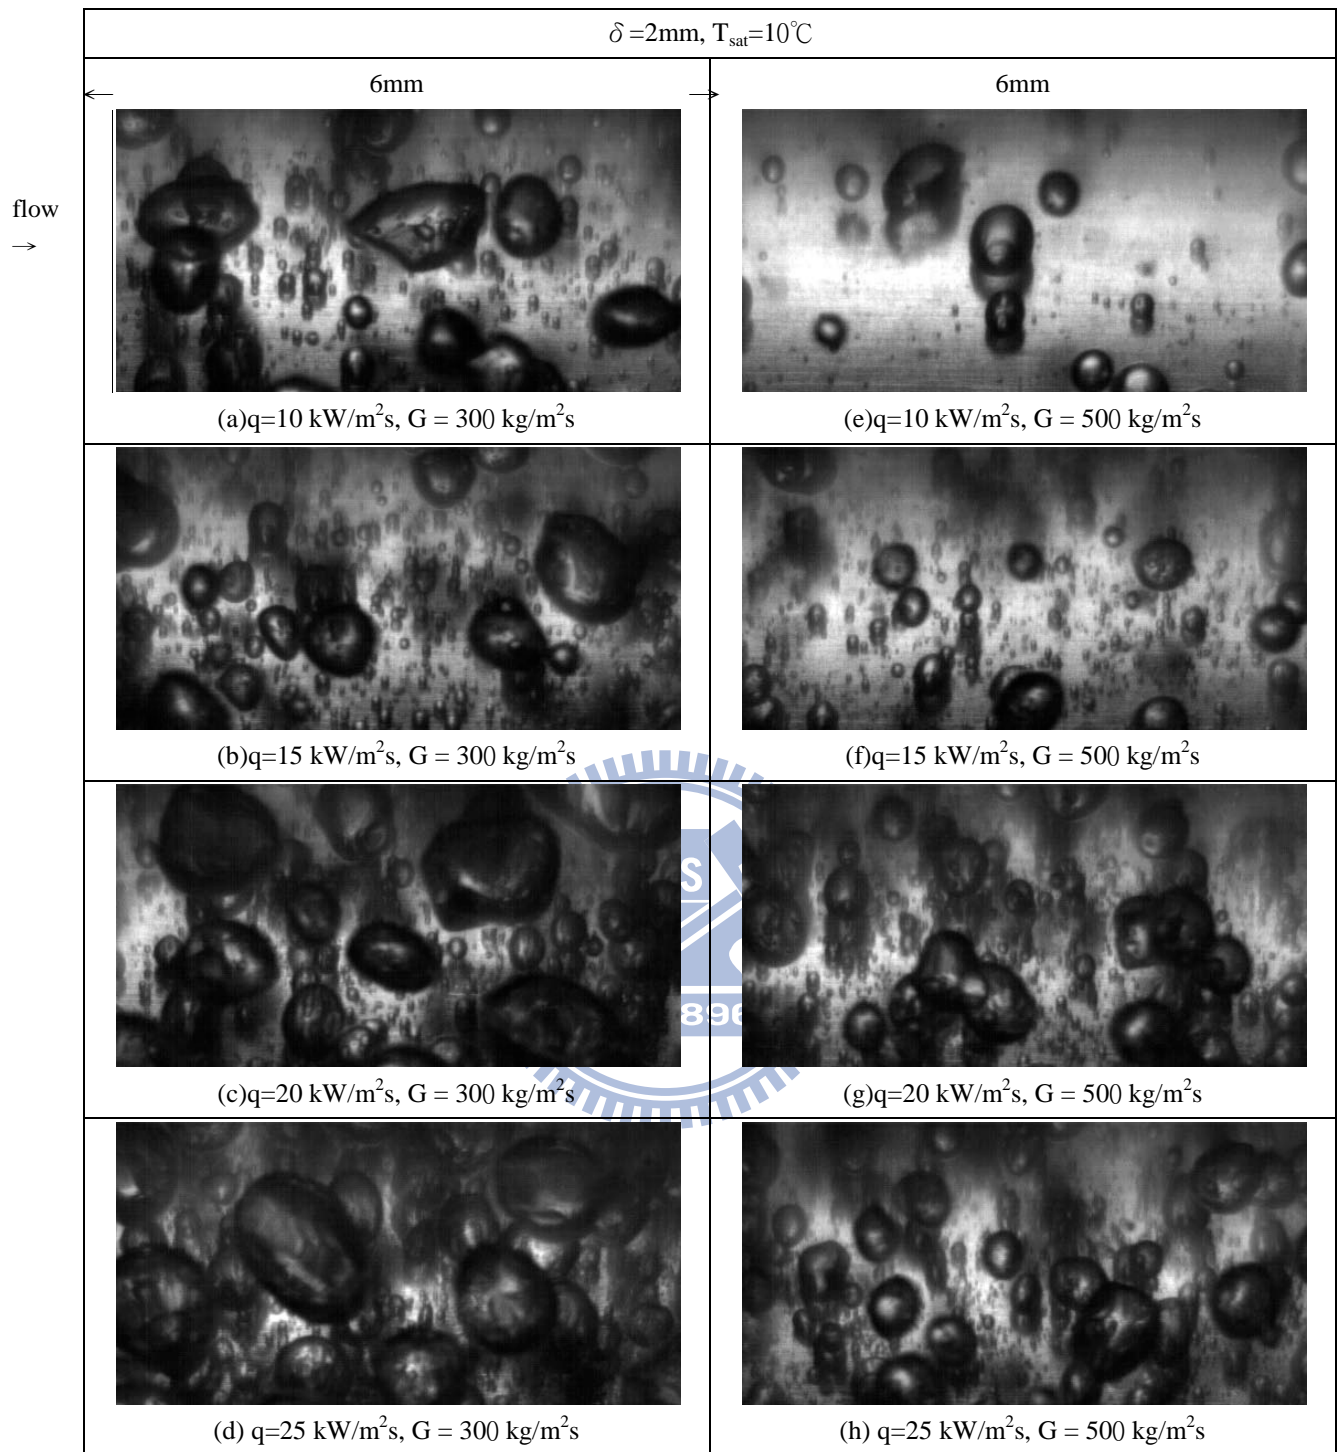 δ=2mm, Tsat=10℃
6mm
6mm
flow
(a)q=10 kW/m²s, G = 300 kg/m²s
(e)q=10 kW/m²s, G = 500 kg/m²s
(b)q=15 kW/m²s, G = 300 kg/m²s
(f)q=15 kW/m²s, G = 500 kg/m²s
S
896
(c)q=20 kW/m²s, G = 300 kg/m²s
(g)q=20 kW/m²s, G = 500 kg/m²s
(d) q=25 kW/m²s, G = 300 kg/m²s
(h) q=25 kW/m²s, G = 500 kg/m²s